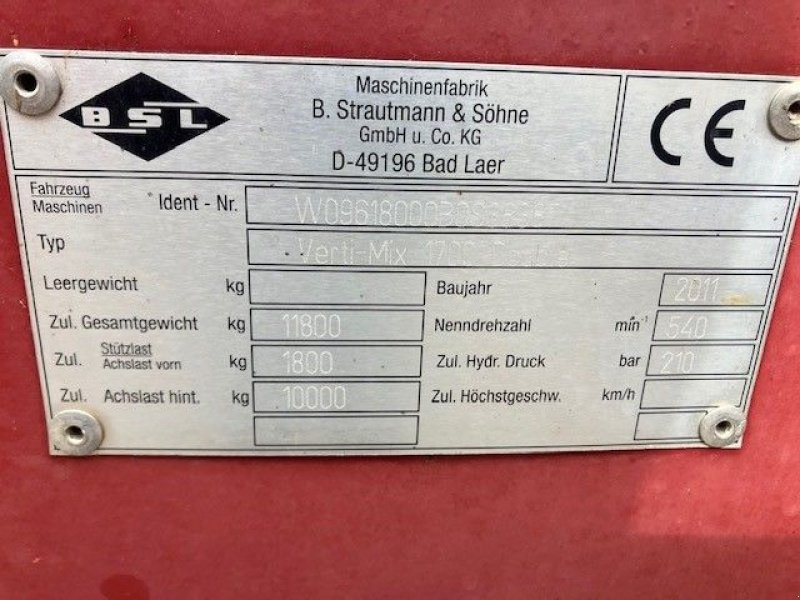 BSL
Maschinenfabrik
B. Strautmann & Söhne
GmbH u. Co. KG
D-49196 Bad Laer
CE
Fahrzeug
Maschinen
Ident - Nr.
Typ Verti-Mix
Leergewicht kg
Baujahr 2011
Zul. Gesamtgewicht kg 11800
Nenndrehzahl min⁻¹ 540
Zul. Stützlast
Achslast vorn kg 1800
Zul. Hydr. Druck bar 210
Zul. Achslast hint. kg 10000
Zul. Höchstgeschw. km/h